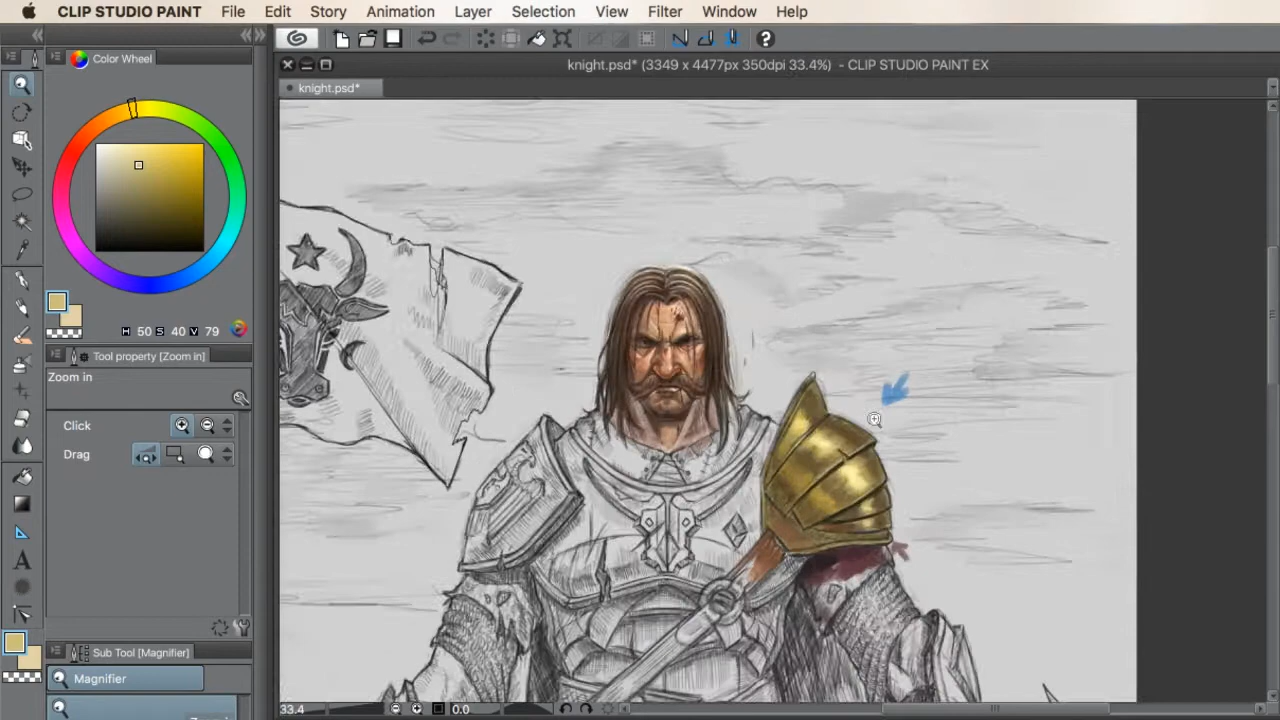 CLIP STUDIO PAINT File Edit Story Animation Layer Selection View Filter Window Help
knight.psd* (3349 x 4477px 350dpi 33.4%) - CLIP STUDIO PAINT EX
Color Wheel
knight.psd*
H 50 S 40 V 79
Tool property [Zoom in]
Zoom in
Click
Drag
A
Sub Tool [Magnifier]
Magnifier
33.4 0.0